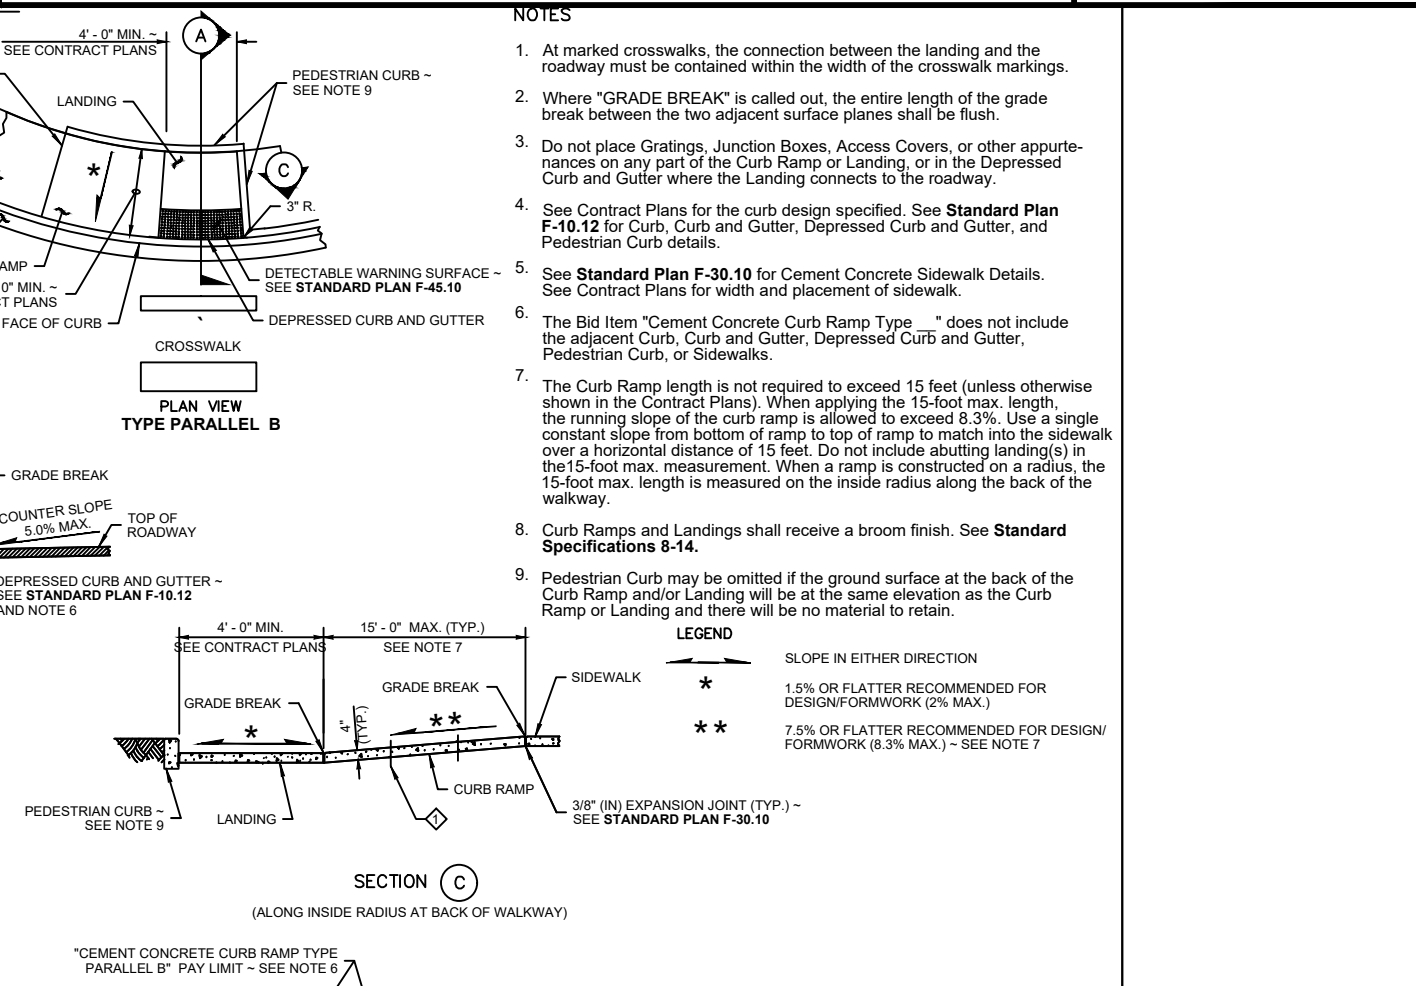 4' - 0" MIN. ~
SEE CONTRACT PLANS
A
PEDESTRIAN CURB ~
SEE NOTE 9
LANDING
*
C
3" R.
AMP
0" MIN. ~
CT PLANS
FACE OF CURB
DETECTABLE WARNING SURFACE ~
SEE STANDARD PLAN F-45.10
DEPRESSED CURB AND GUTTER
CROSSWALK
PLAN VIEW
TYPE PARALLEL B
GRADE BREAK
COUNTER SLOPE
5.0% MAX.
TOP OF
ROADWAY
DEPRESSED CURB AND GUTTER ~
SEE STANDARD PLAN F-10.12
AND NOTE 6
NOTES
1. At marked crosswalks, the connection between the landing and the
roadway must be contained within the width of the crosswalk markings.
2. Where "GRADE BREAK" is called out, the entire length of the grade
break between the two adjacent surface planes shall be flush.
3. Do not place Gratings, Junction Boxes, Access Covers, or other appurte-
nances on any part of the Curb Ramp or Landing, or in the Depressed
Curb and Gutter where the Landing connects to the roadway.
4. See Contract Plans for the curb design specified. See Standard Plan
F-10.12 for Curb, Curb and Gutter, Depressed Curb and Gutter, and
Pedestrian Curb details.
5. See Standard Plan F-30.10 for Cement Concrete Sidewalk Details.
See Contract Plans for width and placement of sidewalk.
6. The Bid Item "Cement Concrete Curb Ramp Type __" does not include
the adjacent Curb, Curb and Gutter, Depressed Curb and Gutter,
Pedestrian Curb, or Sidewalks.
7. The Curb Ramp length is not required to exceed 15 feet (unless otherwise
shown in the Contract Plans). When applying the 15-foot max. length,
the running slope of the curb ramp is allowed to exceed 8.3%. Use a single
constant slope from bottom of ramp to top of ramp to match into the sidewalk
over a horizontal distance of 15 feet. Do not include abutting landing(s) in
the15-foot max. measurement. When a ramp is constructed on a radius, the
15-foot max. length is measured on the inside radius along the back of the
walkway.
8. Curb Ramps and Landings shall receive a broom finish. See Standard
Specifications 8-14.
9. Pedestrian Curb may be omitted if the ground surface at the back of the
Curb Ramp and/or Landing will be at the same elevation as the Curb
Ramp or Landing and there will be no material to retain.
4' - 0" MIN.
SEE CONTRACT PLANS
15' - 0" MAX. (TYP.)
SEE NOTE 7
GRADE BREAK
GRADE BREAK
SIDEWALK
*
4"
(TYP.)
* *
CURB RAMP
PEDESTRIAN CURB ~
SEE NOTE 9
LANDING
1
3/8" (IN) EXPANSION JOINT (TYP.) ~
SEE STANDARD PLAN F-30.10
LEGEND
SLOPE IN EITHER DIRECTION
* 1.5% OR FLATTER RECOMMENDED FOR
DESIGN/FORMWORK (2% MAX.)
* * 7.5% OR FLATTER RECOMMENDED FOR DESIGN/
FORMWORK (8.3% MAX.) ~ SEE NOTE 7
SECTION C
(ALONG INSIDE RADIUS AT BACK OF WALKWAY)
"CEMENT CONCRETE CURB RAMP TYPE
PARALLEL B" PAY LIMIT ~ SEE NOTE 6